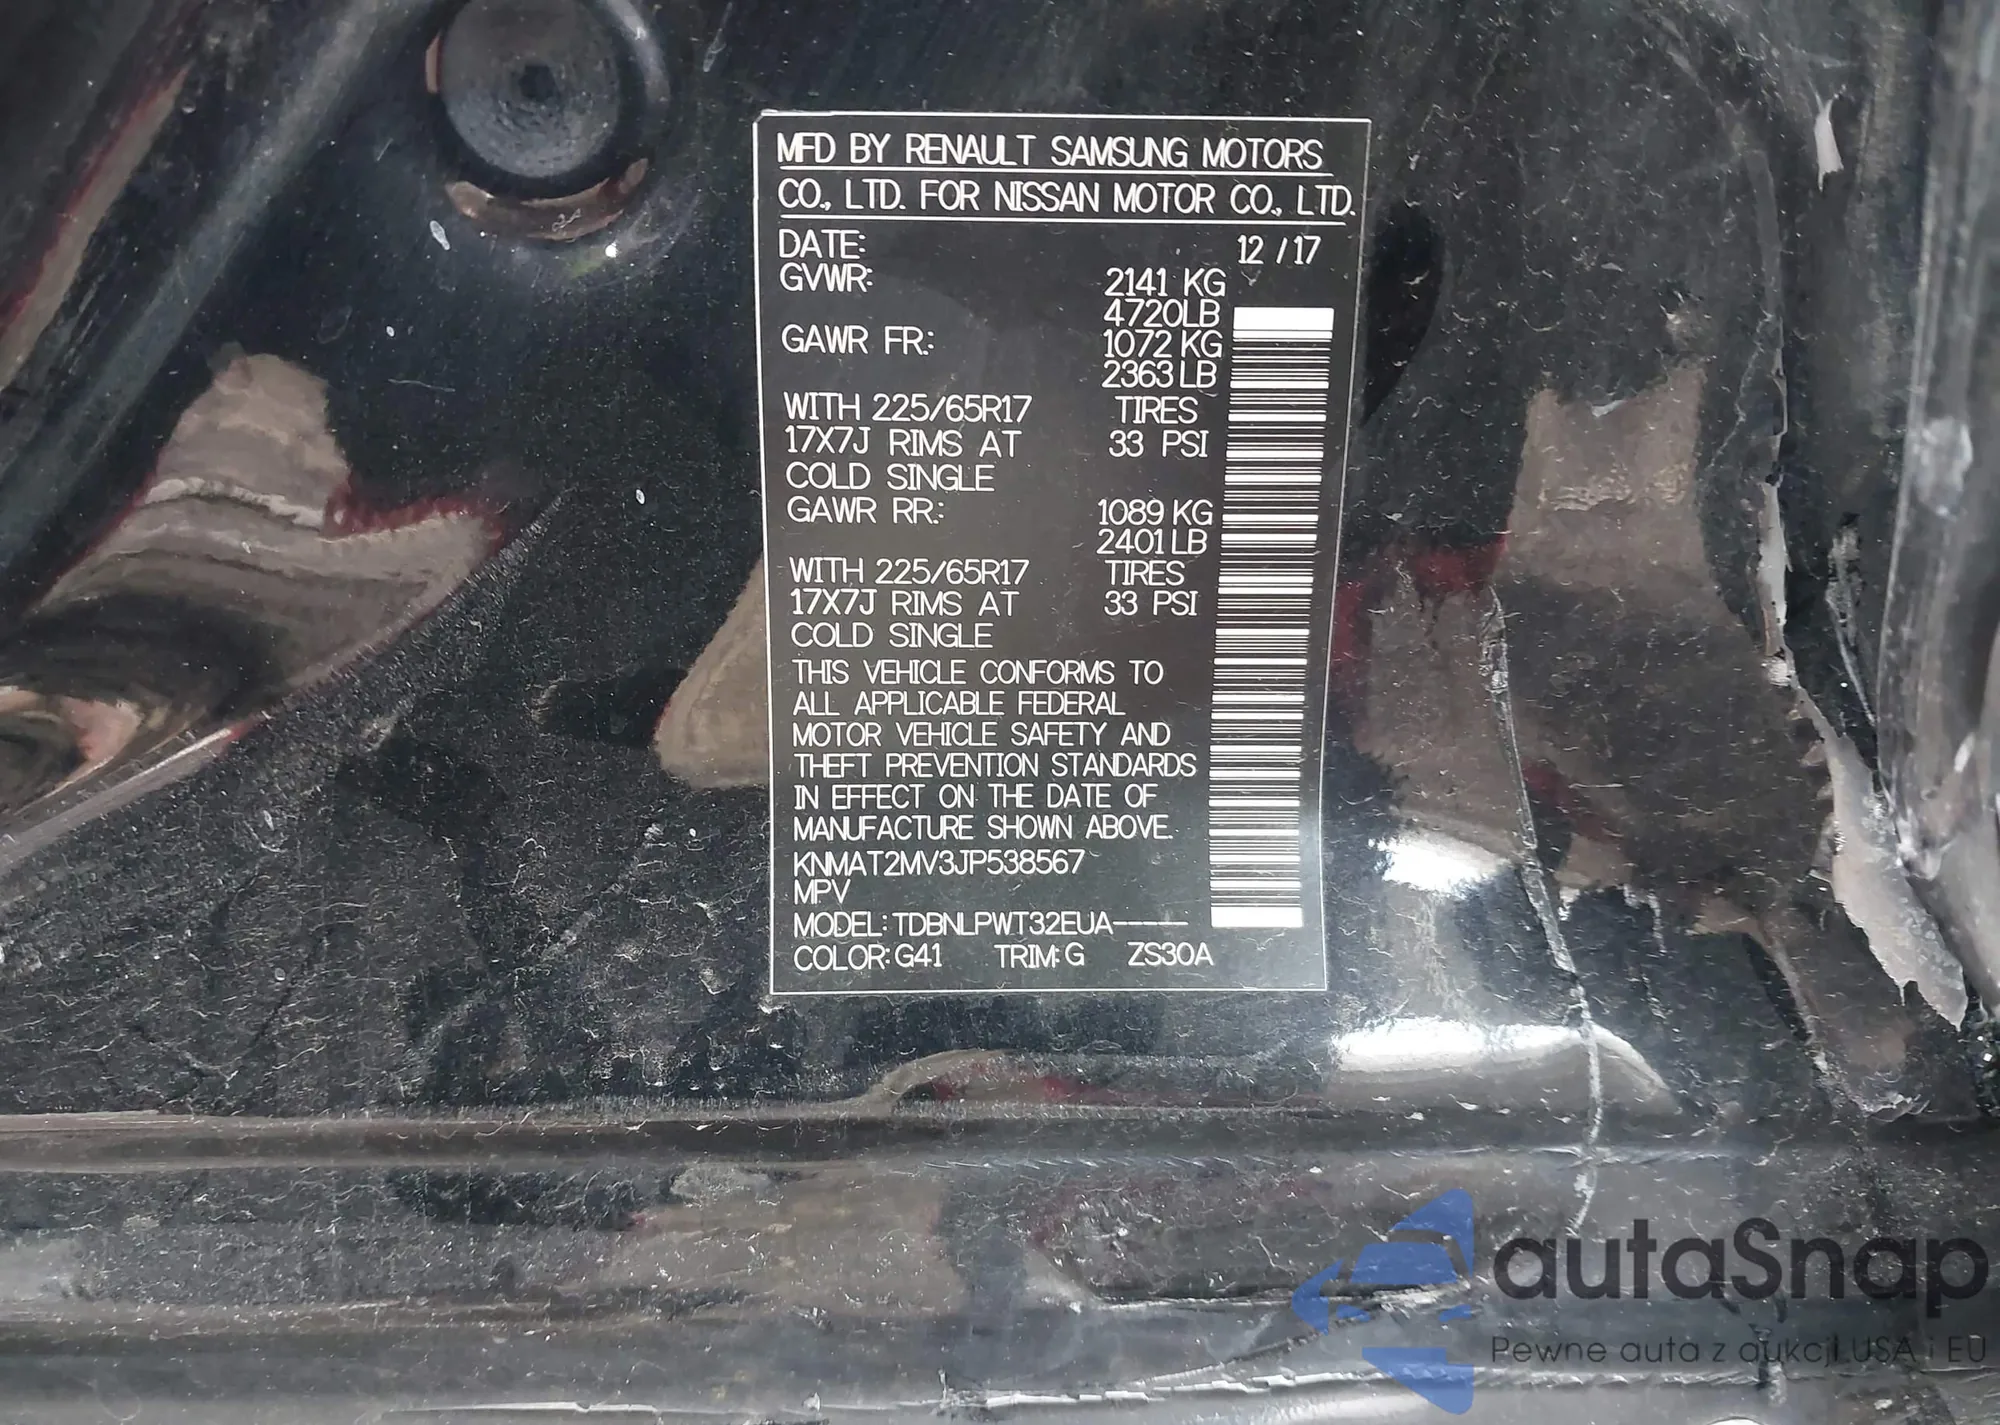 MFD BY RENAULT SAMSUNG MOTORS
CO., LTD. FOR NISSAN MOTOR CO., LTD.
DATE: 12 / 17
GVWR: 2141 KG
4720LB
GAWR FR.: 1072 KG
2363 LB
WITH 225/65R17 TIRES
17X7J RIMS AT 33 PSI
COLD SINGLE
GAWR RR.: 1089 KG
2401 LB
WITH 225/65R17 TIRES
17X7J RIMS AT 33 PSI
COLD SINGLE
THIS VEHICLE CONFORMS TO
ALL APPLICABLE FEDERAL
MOTOR VEHICLE SAFETY AND
THEFT PREVENTION STANDARDS
IN EFFECT ON THE DATE OF
MANUFACTURE SHOWN ABOVE.
KNMAT2MV3JP538567
MPV
MODEL: TDBNLPWT32EUA-----
COLOR: G41 TRIM: G ZS30A
autaSnap
Pewne auta z aukcji USA i EU